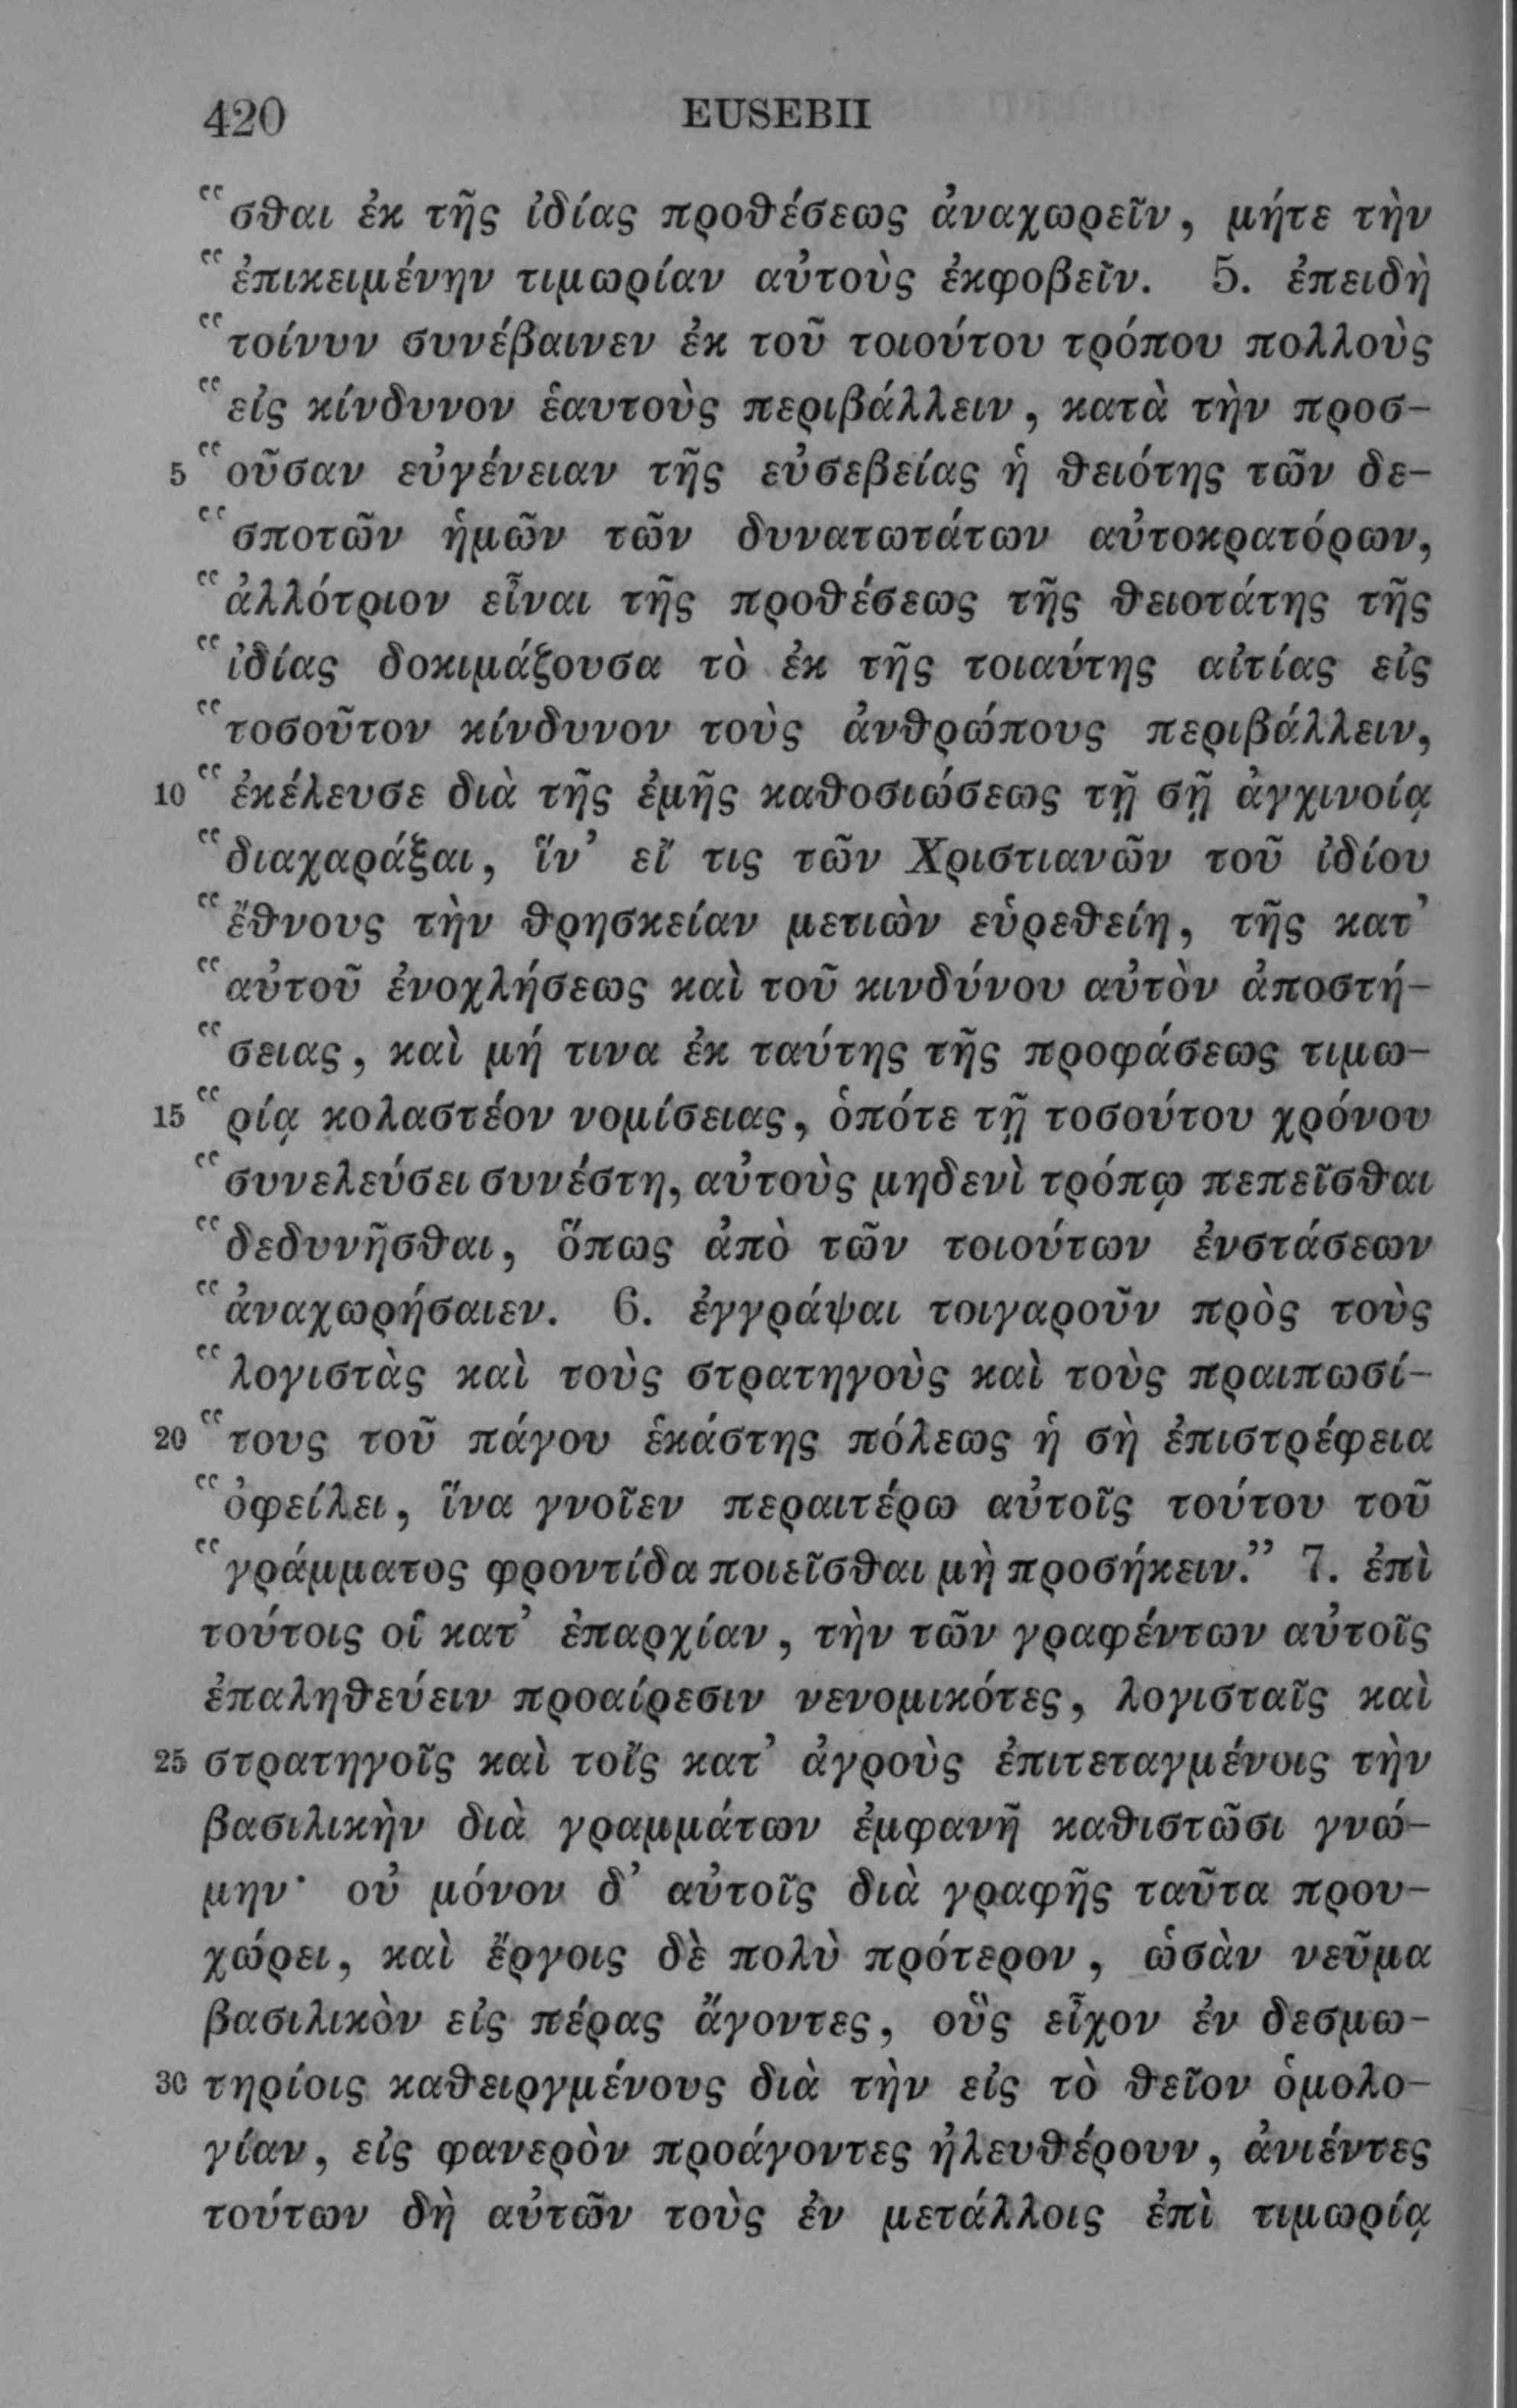 420 EUSEBII
“σθαι ἐκ τῆς ἰδίας προθέσεως ἀναχωρεῖν, μήτε τὴν
“ἐπικειμένην τιμωρίαν αὐτοὺς ἐκφοβεῖν. 5. ἐπειδὴ
“τοίνυν συνέβαινεν ἐκ τοῦ τοιούτου τρόπου πολλοὺς
“εἰς κίνδυνον ἑαυτοὺς περιβάλλειν, κατὰ τὴν προσ-
5 “οῦσαν εὐγένειαν τῆς εὐσεβείας ἡ θειότης τῶν δε-
“σποτῶν ἡμῶν τῶν δυνατωτάτων αὐτοκρατόρων,
“ἀλλότριον εἶναι τῆς προθέσεως τῆς θειοτάτης τῆς
“ἰδίας δοκιμάζουσα τὸ ἐκ τῆς τοιαύτης αἰτίας εἰς
“τοσοῦτον κίνδυνον τοὺς ἀνθρώπους περιβάλλειν,
10 “ἐκέλευσε διὰ τῆς ἐμῆς καθοσιώσεως τῇ σῇ ἀγχινοίᾳ
“διαχαράξαι, ἵν’ εἴ τις τῶν Χριστιανῶν τοῦ ἰδίου
“ἔθνους τὴν θρησκείαν μετιὼν εὑρεθείη, τῆς κατ’
“αὐτοῦ ἐνοχλήσεως καὶ τοῦ κινδύνου αὐτὸν ἀποστή-
“σειας, καὶ μή τινα ἐκ ταύτης τῆς προφάσεως τιμω-
15 “ρίᾳ κολαστέον νομίσειας, ὁπότε τῇ τοσούτου χρόνου
“συνελεύσει συνέστη, αὐτοὺς μηδενὶ τρόπῳ πεπεῖσθαι
“δεδυνῆσθαι, ὅπως ἀπὸ τῶν τοιούτων ἐνστάσεων
“ἀναχωρήσαιεν. 6. ἐγγράψαι τοιγαροῦν πρὸς τοὺς
“λογιστὰς καὶ τοὺς στρατηγοὺς καὶ τοὺς πραιπωσί-
20 “τους τοῦ πάγου ἑκάστης πόλεως ἡ σὴ ἐπιστρέφεια
“ὀφείλει, ἵνα γνοῖεν περαιτέρω αὐτοῖς τούτου τοῦ
“γράμματος φροντίδα ποιεῖσθαι μὴ προσήκειν.” 7. ἐπὶ
τούτοις οἱ κατ’ ἐπαρχίαν, τὴν τῶν γραφέντων αὐτοῖς
ἐπαληθεύειν προαίρεσιν νενομικότες, λογισταῖς καὶ
25 στρατηγοῖς καὶ τοῖς κατ’ ἀγροὺς ἐπιτεταγμένοις τὴν
βασιλικὴν διὰ γραμμάτων ἐμφανῆ καθιστῶσι γνώ-
μην· οὐ μόνον δ’ αὐτοῖς διὰ γραφῆς ταῦτα πρου-
χώρει, καὶ ἔργοις δὲ πολὺ πρότερον, ὡσὰν νεῦμα
βασιλικὸν εἰς πέρας ἄγοντες, οὓς εἶχον ἐν δεσμω-
30 τηρίοις καθειργμένους διὰ τὴν εἰς τὸ θεῖον ὁμολο-
γίαν, εἰς φανερὸν προάγοντες ἠλευθέρουν, ἀνιέντες
τούτων δὴ αὐτῶν τοὺς ἐν μετάλλοις ἐπὶ τιμωρίᾳ